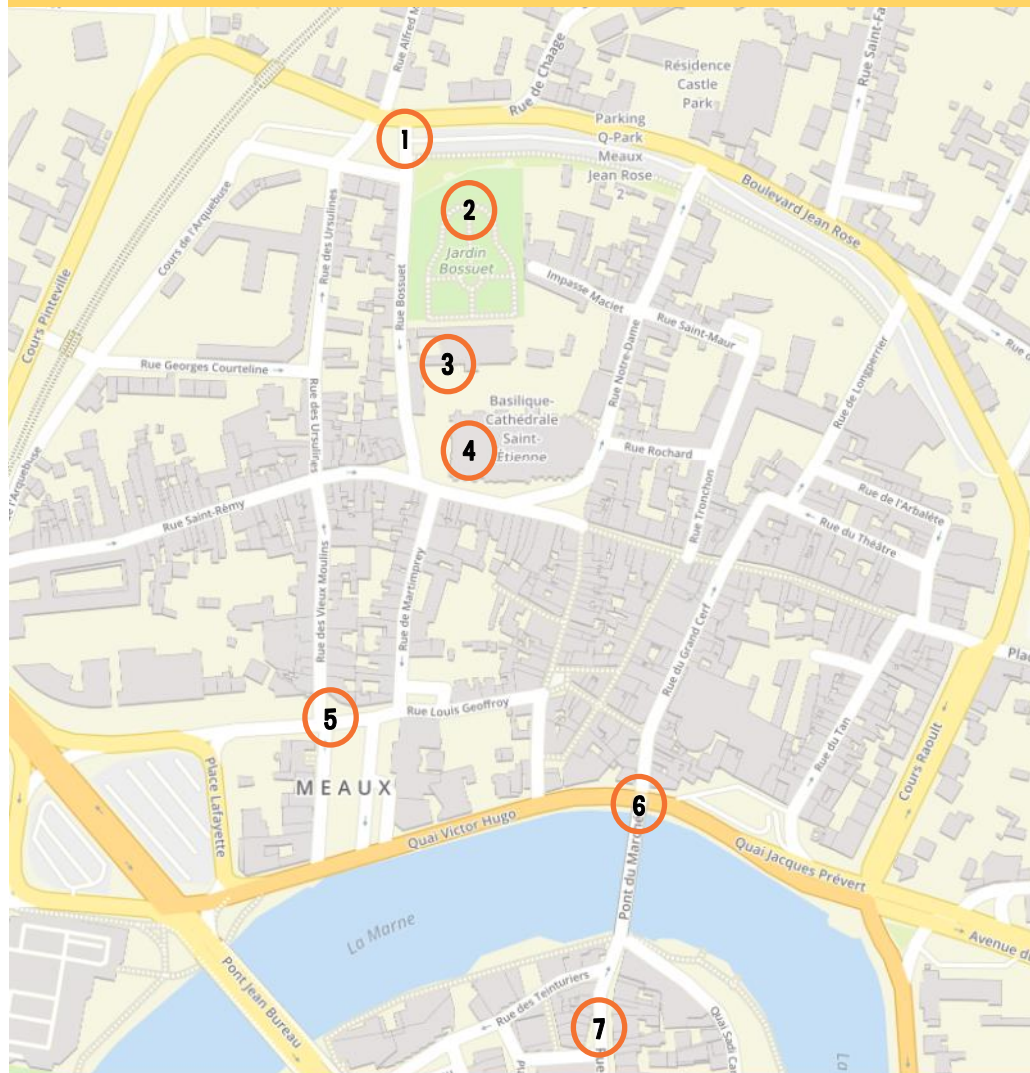 Rue de Chaage
Résidence
Castle
Park
1
Parking
Q-Park
Meaux
Jean Rose
2
Boulevard Jean Rose
2
Jardin
Bossuet
Cours de l'Arquebuse
Rue des Ursulines
Rue Bossuet
Cours Pinteville
Impasse Maciet
Rue Saint-Maur
Rue Notre-Dame
Rue de Longperrier
Rue Georges Courteline
3
Basilique-
Cathédrale
Saint-
Étienne
4
Rue des Ursulines
Rue Rochard
Rue Tronchon
Rue de l'Arbalète
Rue du Théâtre
Rue Saint-Rémy
Rue des Vieux Moulins
Rue de Martimprey
Rue du Grand Cerf
Rue Louis Geoffroy
5
MEAUX
Place Lafayette
Rue du Tan
Cours Raoult
6
Quai Victor Hugo
Quai Jacques Prévert
Pont du Marché
La Marne
Pont Jean Bureau
Rue des Teinturiers
7